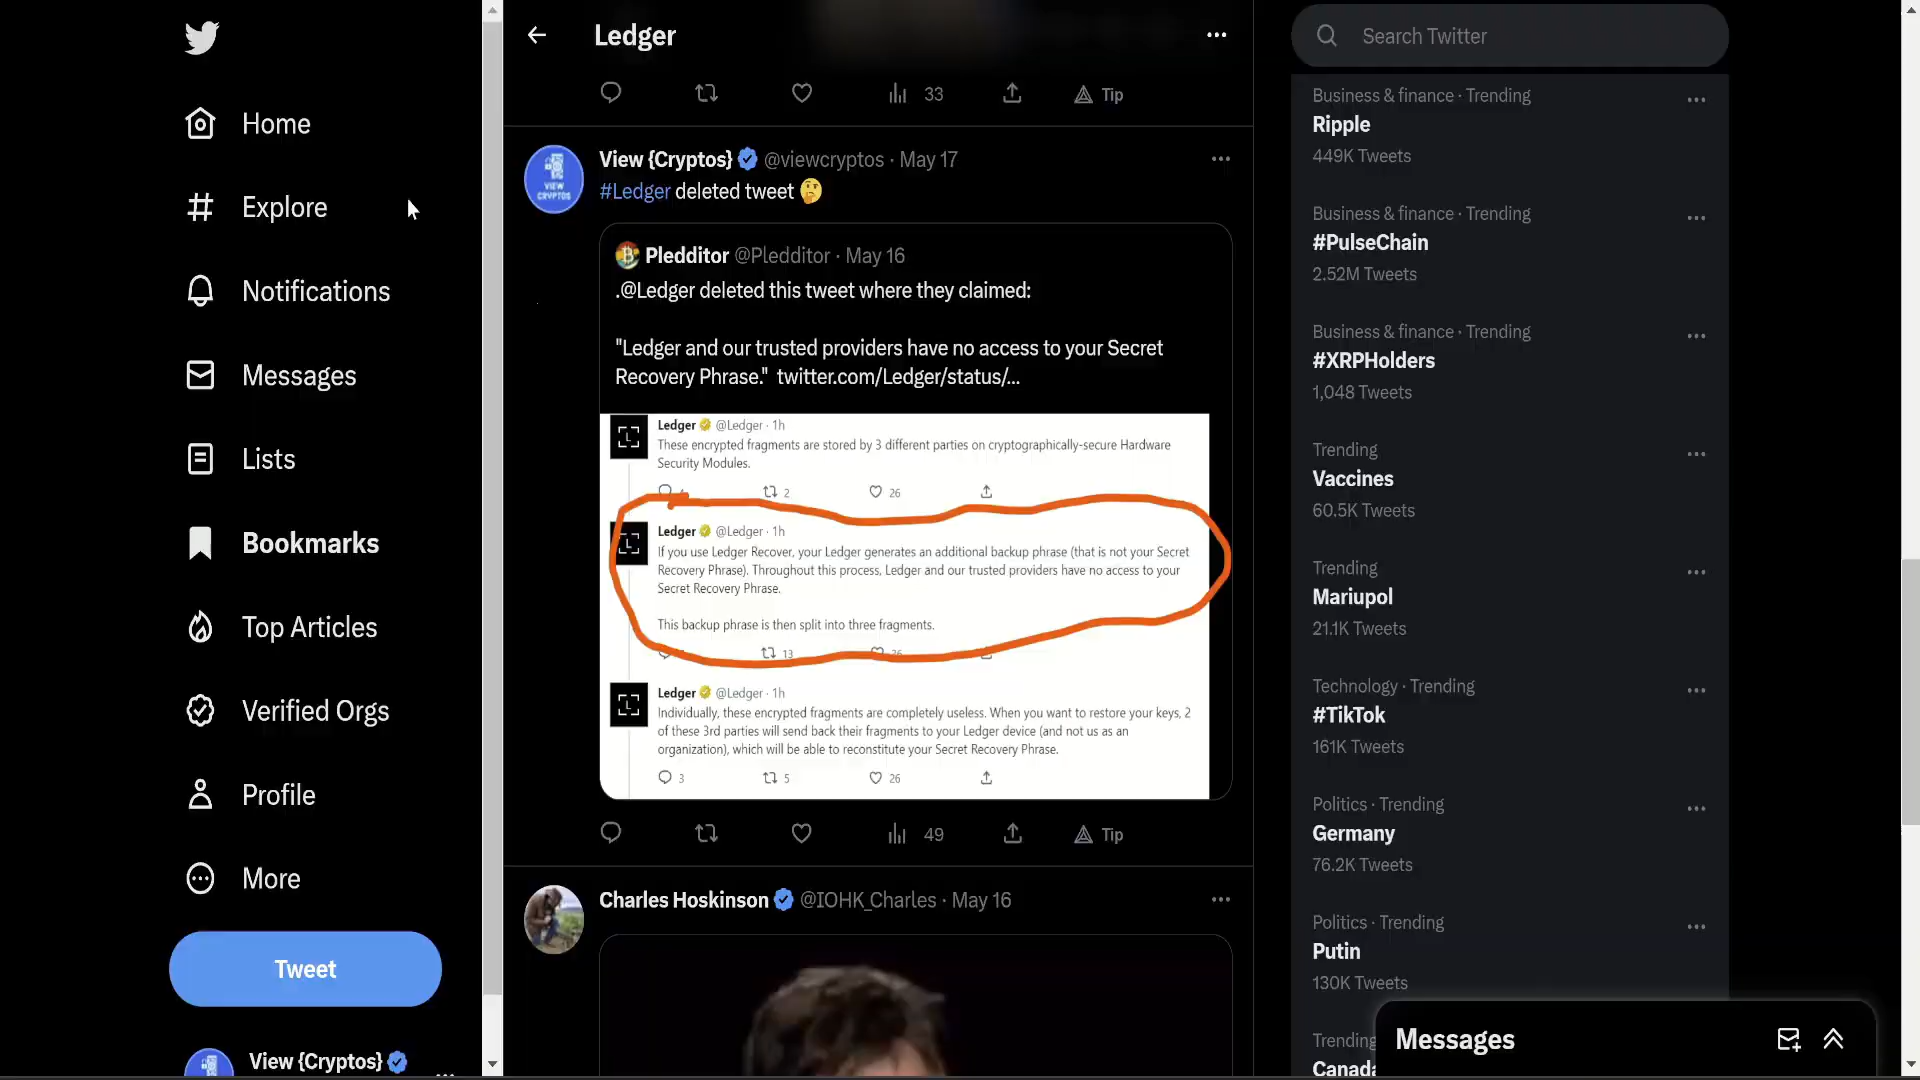 Home
Explore
Notifications
Messages
Lists
Bookmarks
Top Articles
Verified Orgs
Profile
More
Tweet
View {Cryptos}
Ledger
33
Tip
View {Cryptos} @viewcryptos · May 17
#Ledger deleted tweet 🤔
VIEW
CRYPTOS
Pledditor @Pledditor · May 16
.@Ledger deleted this tweet where they claimed:
"Ledger and our trusted providers have no access to your Secret
Recovery Phrase." twitter.com/Ledger/status/...
Ledger @Ledger · 1h
These encrypted fragments are stored by 3 different parties on cryptographically-secure Hardware
Security Modules.
2 26
Ledger @Ledger · 1h
If you use Ledger Recover, your Ledger generates an additional backup phrase (that is not your Secret
Recovery Phrase). Throughout this process, Ledger and our trusted providers have no access to your
Secret Recovery Phrase.
This backup phrase is then split into three fragments.
13
Ledger @Ledger · 1h
Individually, these encrypted fragments are completely useless. When you want to restore your keys, 2
of these 3rd parties will send back their fragments to your Ledger device (and not us as an
organization), which will be able to reconstitute your Secret Recovery Phrase.
3 5 26
49
Tip
Charles Hoskinson @IOHK_Charles · May 16
Search Twitter
Business & finance · Trending
Ripple
449K Tweets
Business & finance · Trending
#PulseChain
2.52M Tweets
Business & finance · Trending
#XRPHolders
1,048 Tweets
Trending
Vaccines
60.5K Tweets
Trending
Mariupol
21.1K Tweets
Technology · Trending
#TikTok
161K Tweets
Politics · Trending
Germany
76.2K Tweets
Politics · Trending
Putin
130K Tweets
Trending
Canada
Messages